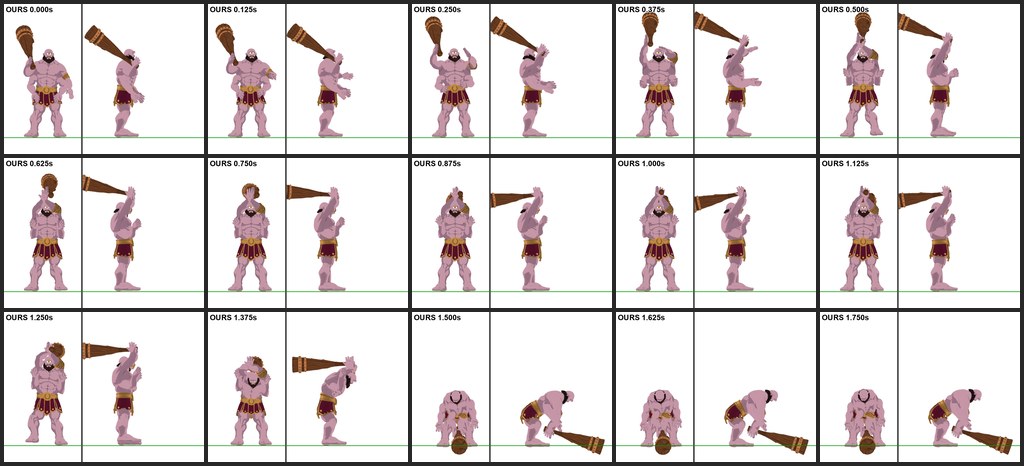 OURS 0.000s
OURS 0.125s
OURS 0.250s
OURS 0.375s
OURS 0.500s
OURS 0.625s
OURS 0.750s
OURS 0.875s
OURS 1.000s
OURS 1.125s
OURS 1.250s
OURS 1.375s
OURS 1.500s
OURS 1.625s
OURS 1.750s